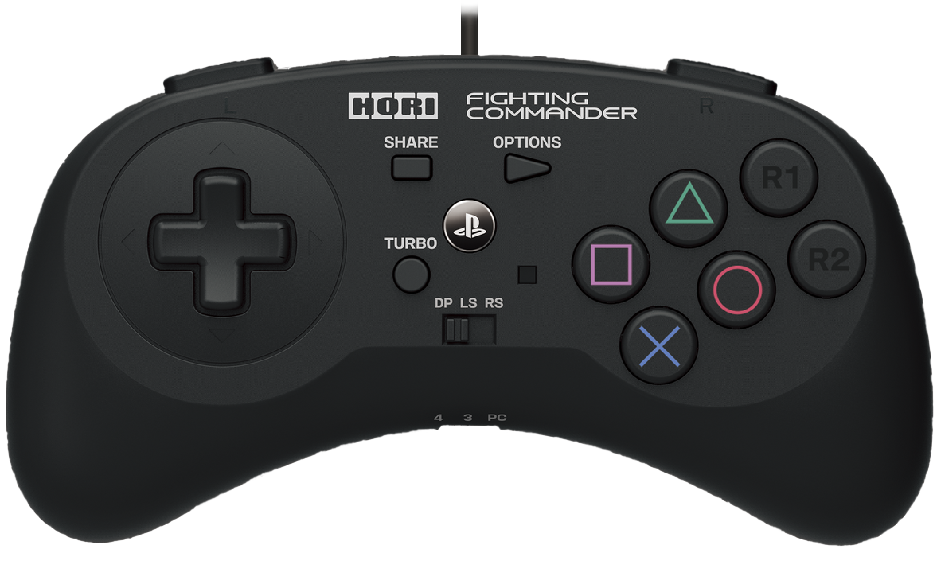 L
HORI
FIGHTING
COMMANDER
R
SHARE
OPTIONS
R1
TURBO
R2
DP LS RS
4 3 PC